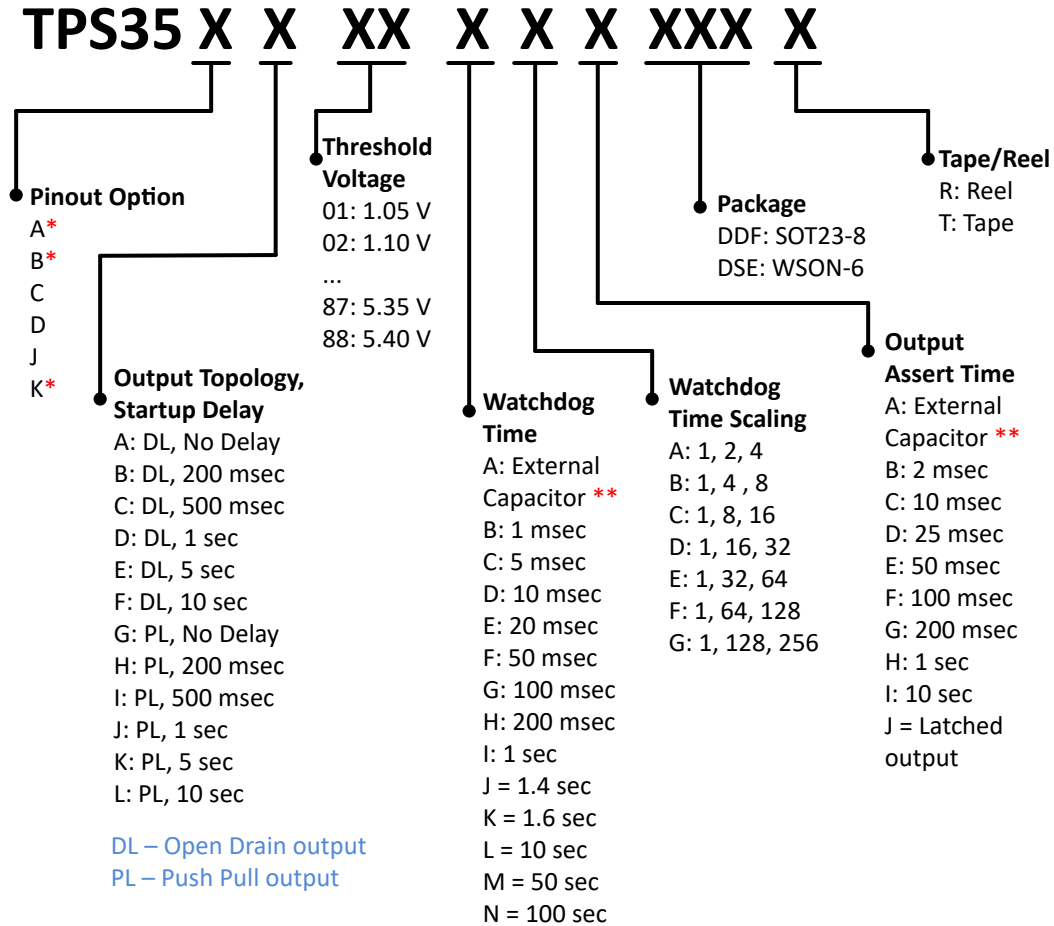 TPS35 X X XX X X X XXX X
Pinout Option
A*
B*
C
D
J
K*
Output Topology,
Startup Delay
A: DL, No Delay
B: DL, 200 msec
C: DL, 500 msec
D: DL, 1 sec
E: DL, 5 sec
F: DL, 10 sec
G: PL, No Delay
H: PL, 200 msec
I: PL, 500 msec
J: PL, 1 sec
K: PL, 5 sec
L: PL, 10 sec
DL – Open Drain output
PL – Push Pull output
Threshold
Voltage
01: 1.05 V
02: 1.10 V
...
87: 5.35 V
88: 5.40 V
Watchdog
Time
A: External
Capacitor **
B: 1 msec
C: 5 msec
D: 10 msec
E: 20 msec
F: 50 msec
G: 100 msec
H: 200 msec
I: 1 sec
J = 1.4 sec
K = 1.6 sec
L = 10 sec
M = 50 sec
N = 100 sec
Watchdog
Time Scaling
A: 1, 2, 4
B: 1, 4 , 8
C: 1, 8, 16
D: 1, 16, 32
E: 1, 32, 64
F: 1, 64, 128
G: 1, 128, 256
Package
DDF: SOT23-8
DSE: WSON-6
Output
Assert Time
A: External
Capacitor **
B: 2 msec
C: 10 msec
D: 25 msec
E: 50 msec
F: 100 msec
G: 200 msec
H: 1 sec
I: 10 sec
J = Latched
output
Tape/Reel
R: Reel
T: Tape